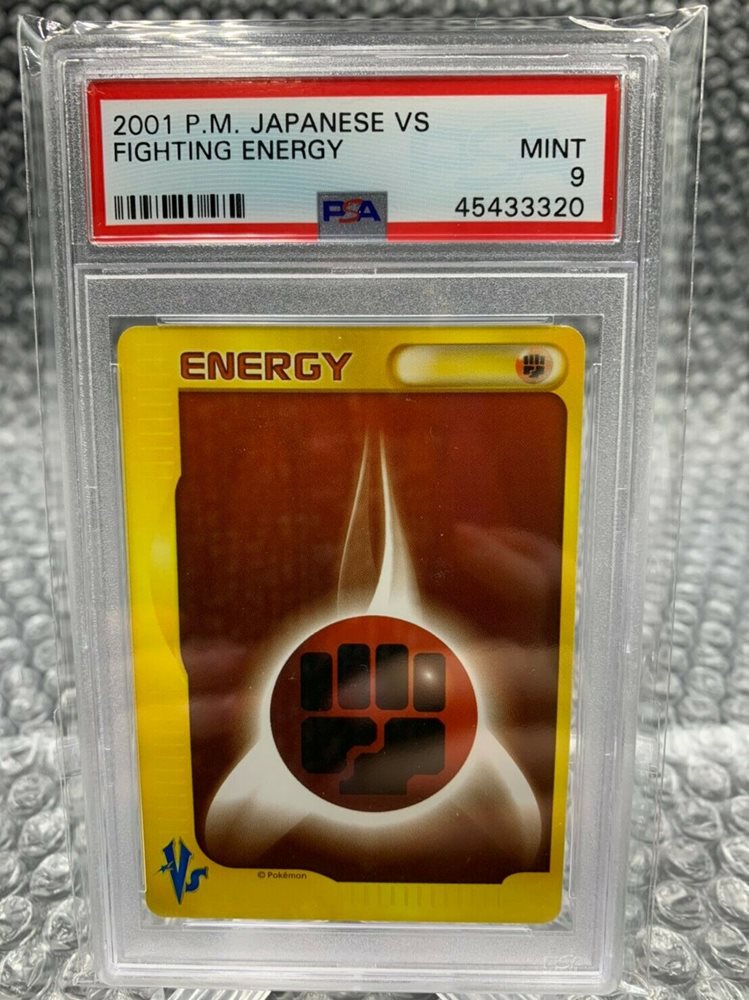 2001 P.M. JAPANESE VS
FIGHTING ENERGY MINT
9
PSA 45433320
ENERGY
Vs
© Pokémon